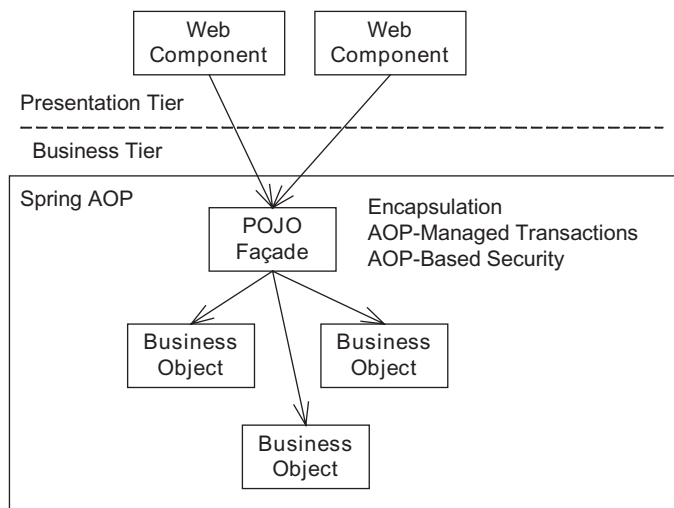 Web
Component
Web
Component
Presentation Tier
Business Tier
Spring AOP
POJO
Façade
Encapsulation
AOP-Managed Transactions
AOP-Based Security
Business
Object
Business
Object
Business
Object